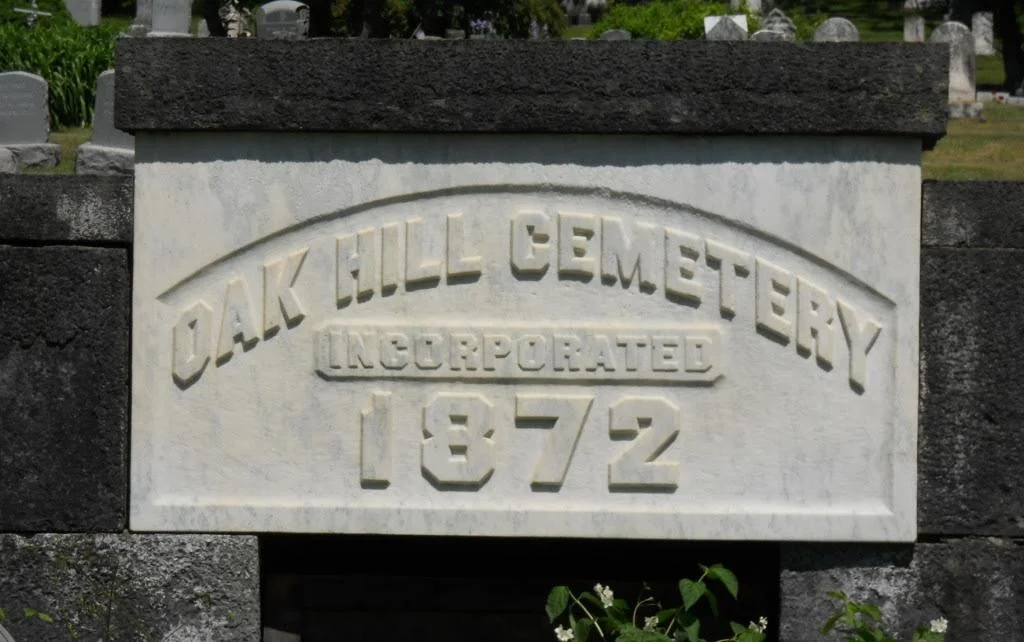 OAK HILL CEMETERY
INCORPORATED
1872